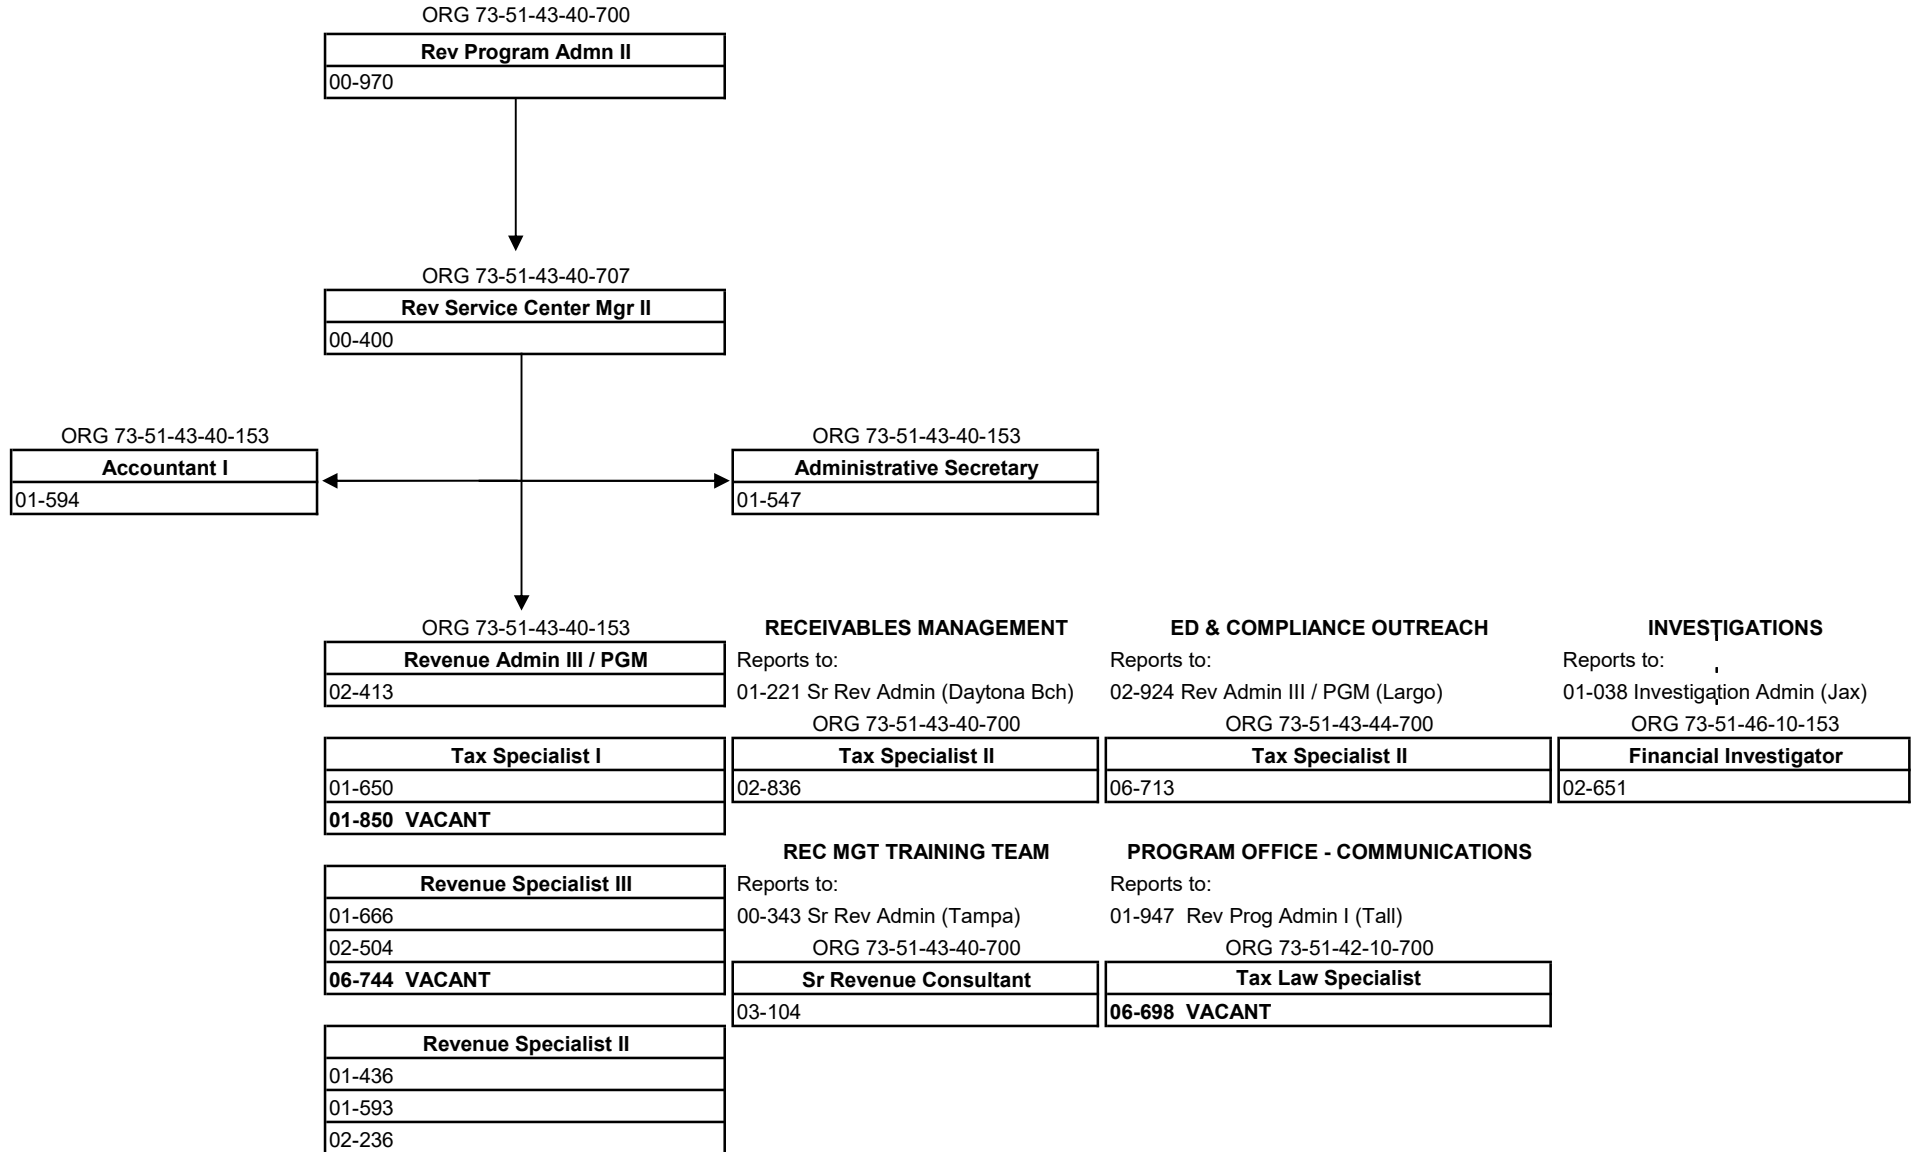 ORG 73-51-43-40-700
Rev Program Admn II
00-970
ORG 73-51-43-40-707
Rev Service Center Mgr II
00-400
ORG 73-51-43-40-153
Accountant I
01-594
ORG 73-51-43-40-153
Administrative Secretary
01-547
ORG 73-51-43-40-153
Revenue Admin III / PGM
02-413
Tax Specialist I
01-650
01-850 VACANT
Revenue Specialist III
01-666
02-504
06-744 VACANT
Revenue Specialist II
01-436
01-593
02-236
RECEIVABLES MANAGEMENT
Reports to:
01-221 Sr Rev Admin (Daytona Bch)
ORG 73-51-43-40-700
Tax Specialist II
02-836
REC MGT TRAINING TEAM
Reports to:
00-343 Sr Rev Admin (Tampa)
ORG 73-51-43-40-700
Sr Revenue Consultant
03-104
ED & COMPLIANCE OUTREACH
Reports to:
02-924 Rev Admin III / PGM (Largo)
ORG 73-51-43-44-700
Tax Specialist II
06-713
PROGRAM OFFICE - COMMUNICATIONS
Reports to:
01-947 Rev Prog Admin I (Tall)
ORG 73-51-42-10-700
Tax Law Specialist
06-698 VACANT
INVESTIGATIONS
Reports to:
01-038 Investigation Admin (Jax)
ORG 73-51-46-10-153
Financial Investigator
02-651